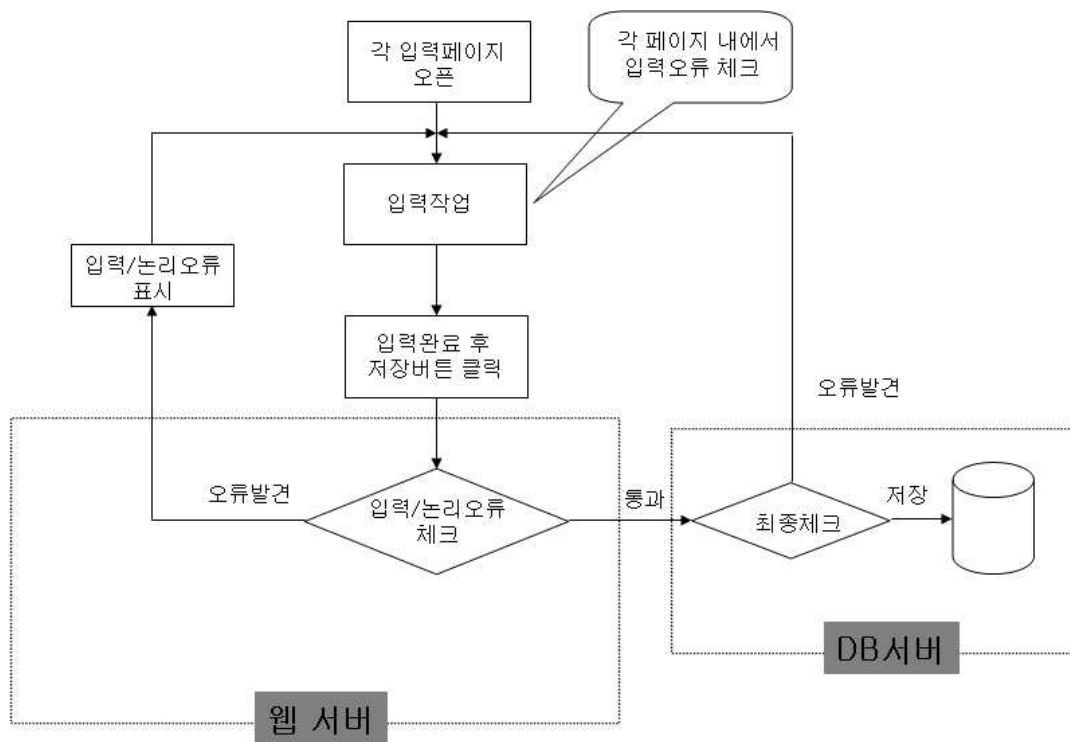 각 입력페이지
오픈
각 페이지 내에서
입력오류 체크
입력작업
입력/논리오류
표시
입력완료 후
저장버튼 클릭
오류발견
오류발견
입력/논리오류
체크
통과
최종체크
저장
DB서버
웹 서버